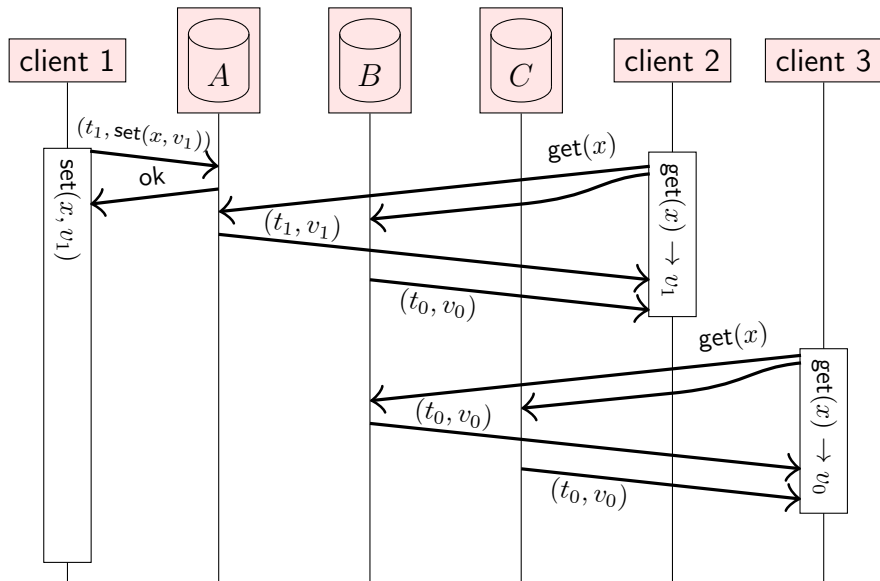 client 1
A
B
C
client 2
client 3
(t₁, set(x, v₁))
ok
set(x, v₁)
get(x)
(t₁, v₁)
(t₀, v₀)
get(x) → v₁
get(x)
(t₀, v₀)
(t₀, v₀)
get(x) → v₀